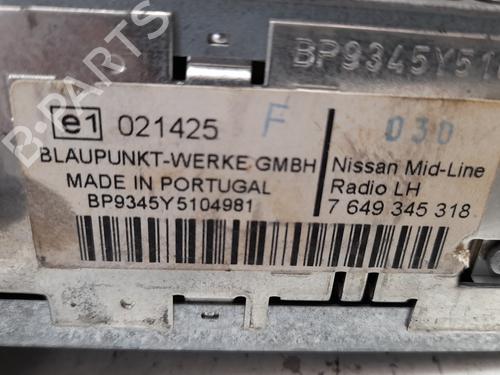 BP9345Y51
e1 021425 F 030
BLAUPUNKT-WERKE GMBH
MADE IN PORTUGAL
BP9345Y5104981
Nissan Mid-Line
Radio LH
7 649 345 318
B-PARTS